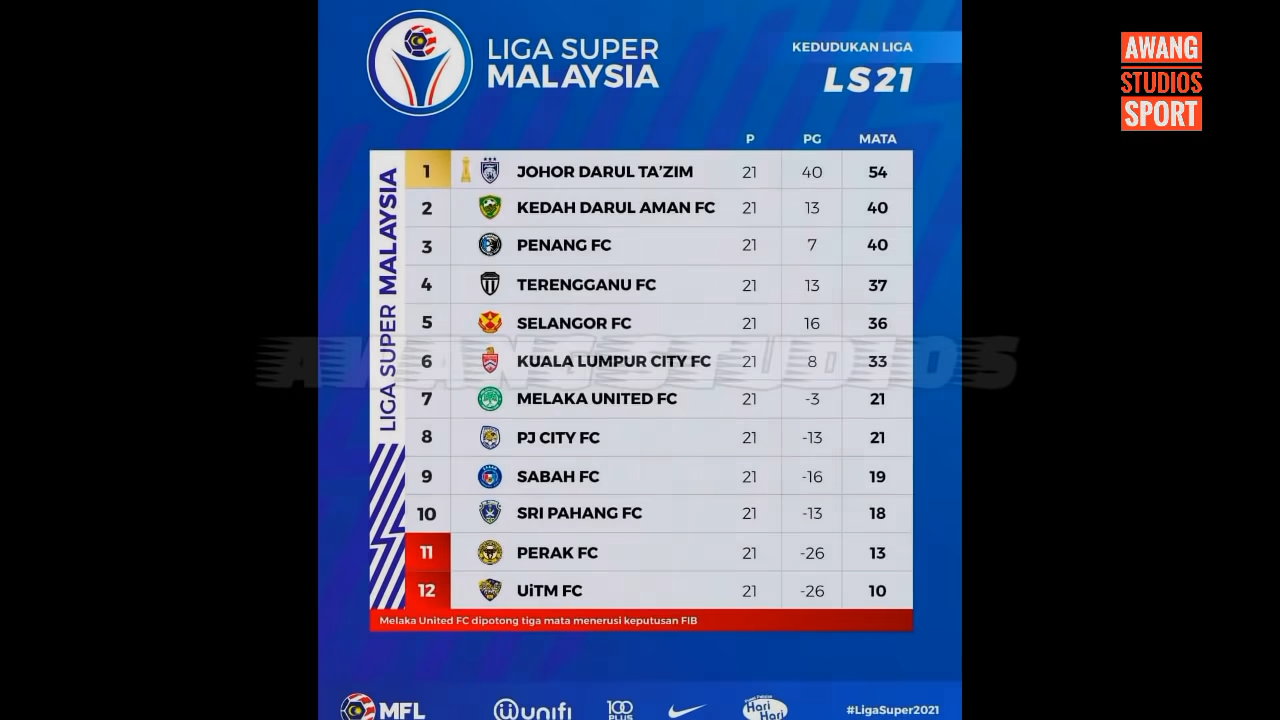 LIGA SUPER
MALAYSIA
KEDUDUKAN LIGA
LS21
AWANG
STUDIOS
SPORT
P PG MATA
LIGA SUPER MALAYSIA
1 JOHOR DARUL TA'ZIM 21 40 54
2 KEDAH DARUL AMAN FC 21 13 40
3 PENANG FC 21 7 40
4 TERENGGANU FC 21 13 37
5 SELANGOR FC 21 16 36
AWANGSTUDIOS
6 KUALA LUMPUR CITY FC 21 8 33
7 MELAKA UNITED FC 21 -3 21
8 PJ CITY FC 21 -13 21
9 SABAH FC 21 -16 19
10 SRI PAHANG FC 21 -13 18
11 PERAK FC 21 -26 13
12 UiTM FC 21 -26 10
Melaka United FC dipotong tiga mata menerusi keputusan FIB
MFL
unifi
100
PLUS
Hari
Hari
#LigaSuper2021